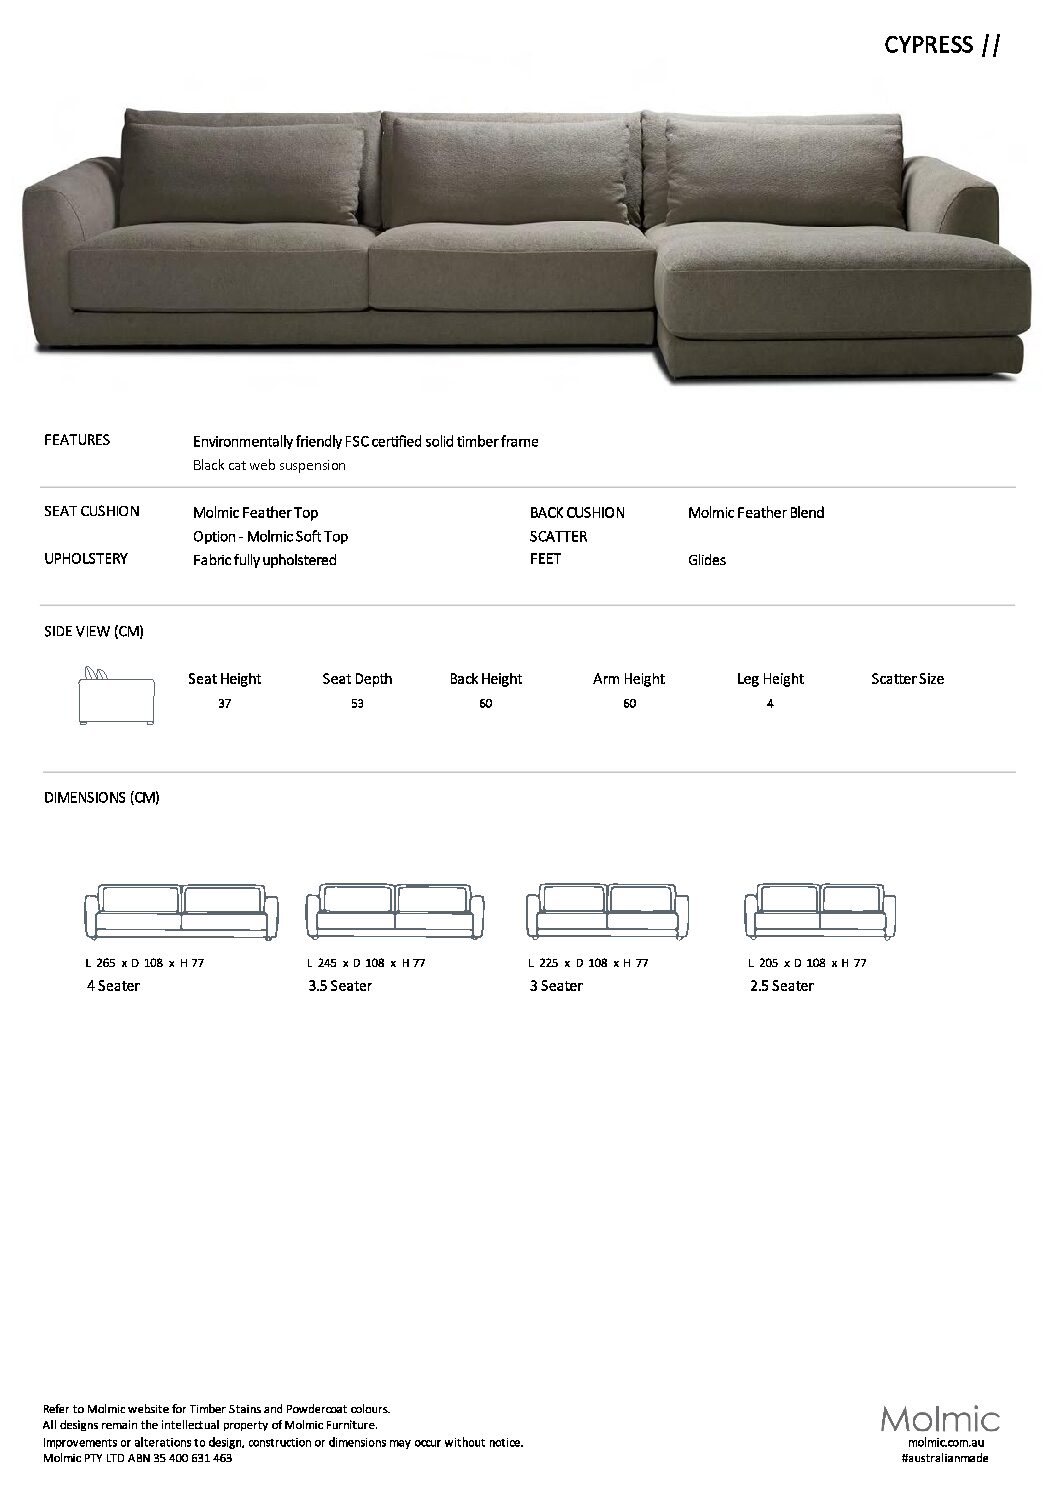 CYPRESS //
FEATURES
Environmentally friendly FSC certified solid timber frame
Black cat web suspension
SEAT CUSHION Molmic Feather Top BACK CUSHION Molmic Feather Blend
Option - Molmic Soft Top SCATTER
UPHOLSTERY Fabric fully upholstered FEET Glides
SIDE VIEW (CM)
Seat Height Seat Depth Back Height Arm Height Leg Height Scatter Size
37 53 60 60 4
DIMENSIONS (CM)
L 265 x D 108 x H 77 L 245 x D 108 x H 77 L 225 x D 108 x H 77 L 205 x D 108 x H 77
4 Seater 3.5 Seater 3 Seater 2.5 Seater
Refer to Molmic website for Timber Stains and Powdercoat colours.
All designs remain the intellectual property of Molmic Furniture.
Improvements or alterations to design, construction or dimensions may occur without notice.
Molmic PTY LTD ABN 35 400 631 463
Molmic
molmic.com.au
#australianmade